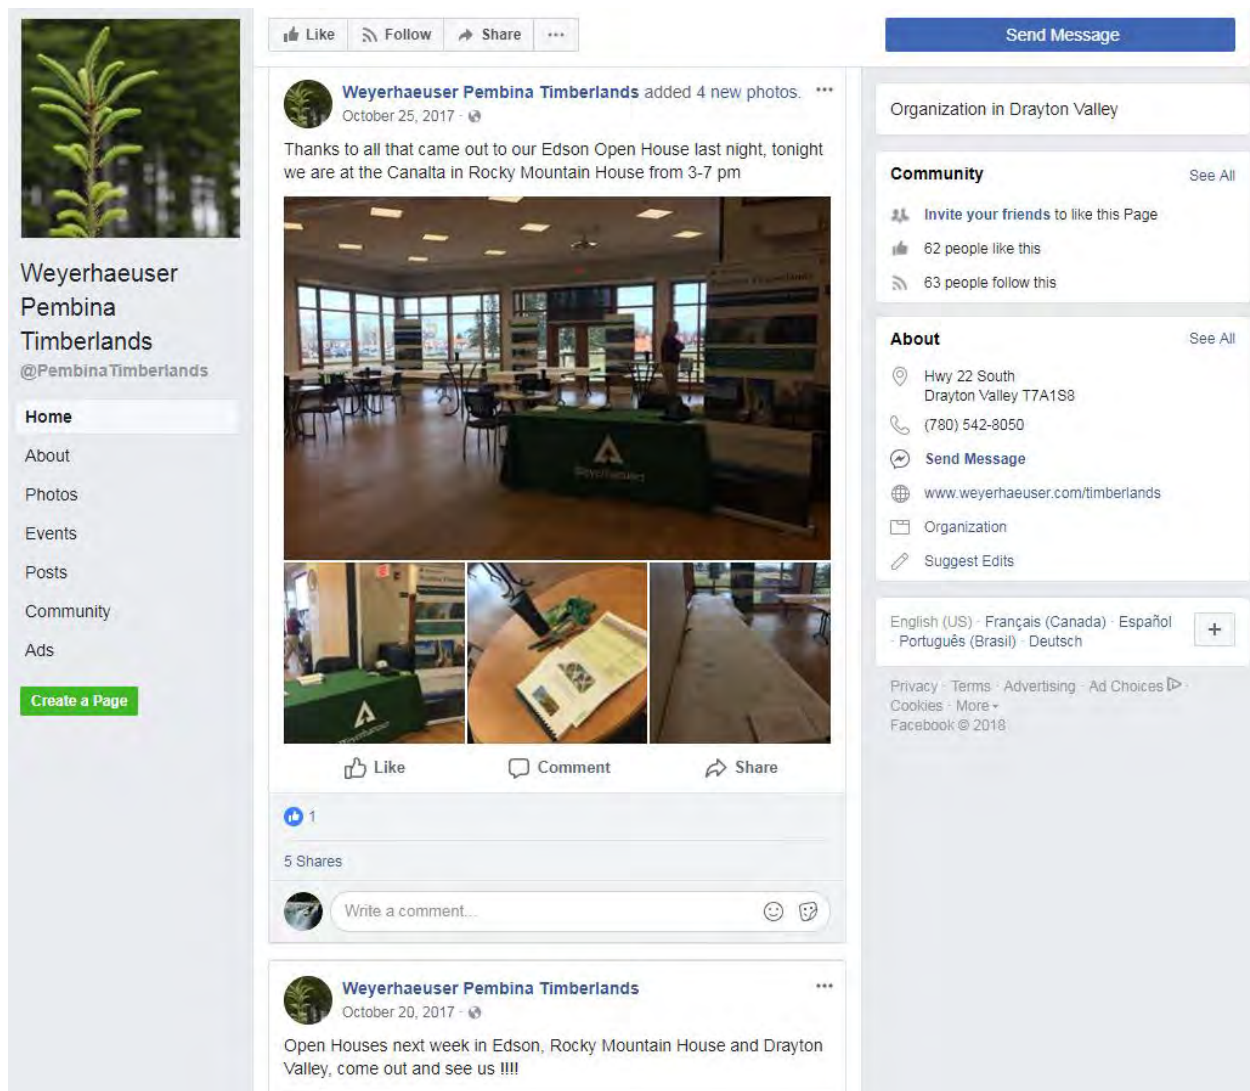 Like
Follow
Share
Send Message
Weyerhaeuser Pembina Timberlands added 4 new photos.
October 25, 2017
Thanks to all that came out to our Edson Open House last night, tonight
we are at the Canalta in Rocky Mountain House from 3-7 pm
Weyerhaeuser
Like
Comment
Share
1
5 Shares
Write a comment...
Weyerhaeuser Pembina Timberlands
October 20, 2017
Open Houses next week in Edson, Rocky Mountain House and Drayton
Valley, come out and see us !!!!
Weyerhaeuser
Pembina
Timberlands
@PembinaTimberlands
Home
About
Photos
Events
Posts
Community
Ads
Create a Page
Organization in Drayton Valley
Community
See All
Invite your friends to like this Page
62 people like this
63 people follow this
About
See All
Hwy 22 South
Drayton Valley T7A1S8
(780) 542-8050
Send Message
www.weyerhaeuser.com/timberlands
Organization
Suggest Edits
English (US) · Français (Canada) · Español
· Português (Brasil) · Deutsch
Privacy · Terms · Advertising · Ad Choices ·
Cookies · More
Facebook © 2018